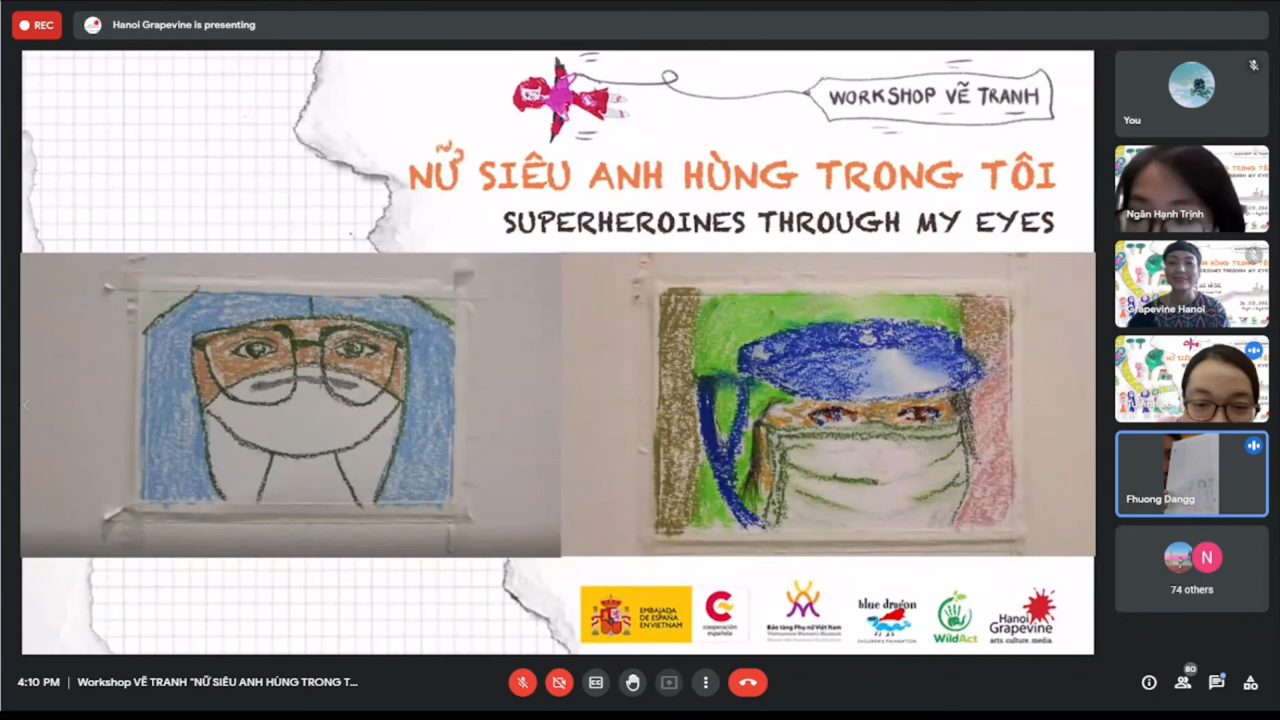 REC
Hanoi Grapevine is presenting
WORKSHOP VẼ TRANH
NỮ SIÊU ANH HÙNG TRONG TÔI
SUPERHEROINES THROUGH MY EYES
You
Ngân Hạnh Trịnh
Grapevine Hanoi
Fhuong Dangg
N
74 others
EMBAJADA
DE ESPAÑA
EN VIETNAM
cooperación
española
Bảo tàng Phụ nữ Việt Nam
blue dragon
CHILDREN'S FOUNDATION
WildAct
Hanoi
Grapevine
arts. culture. media.
4:10 PM
Workshop VẼ TRANH "NỮ SIÊU ANH HÙNG TRONG T...
80